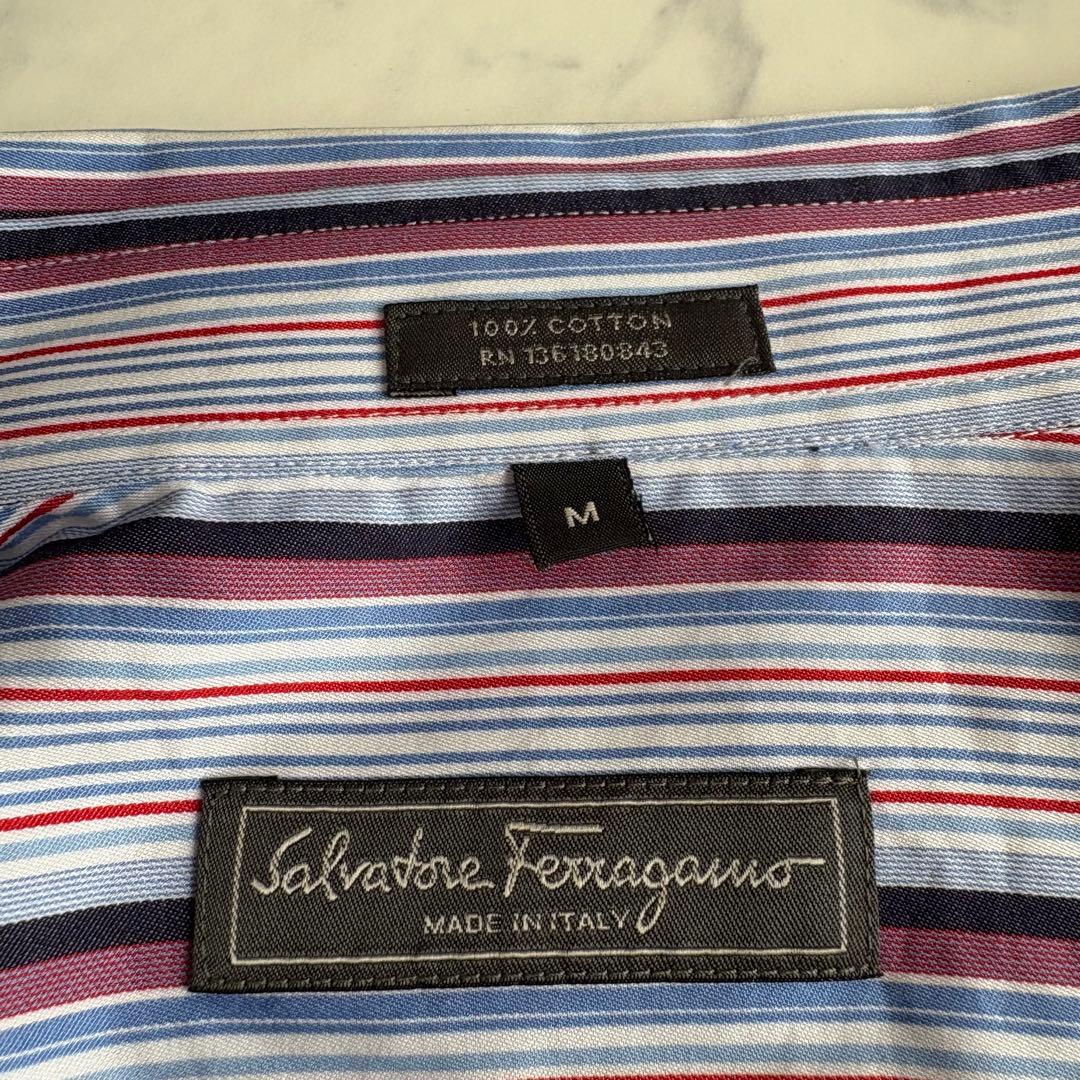 100% COTTON
RN 136180843
M
Salvatore Ferragamo
MADE IN ITALY